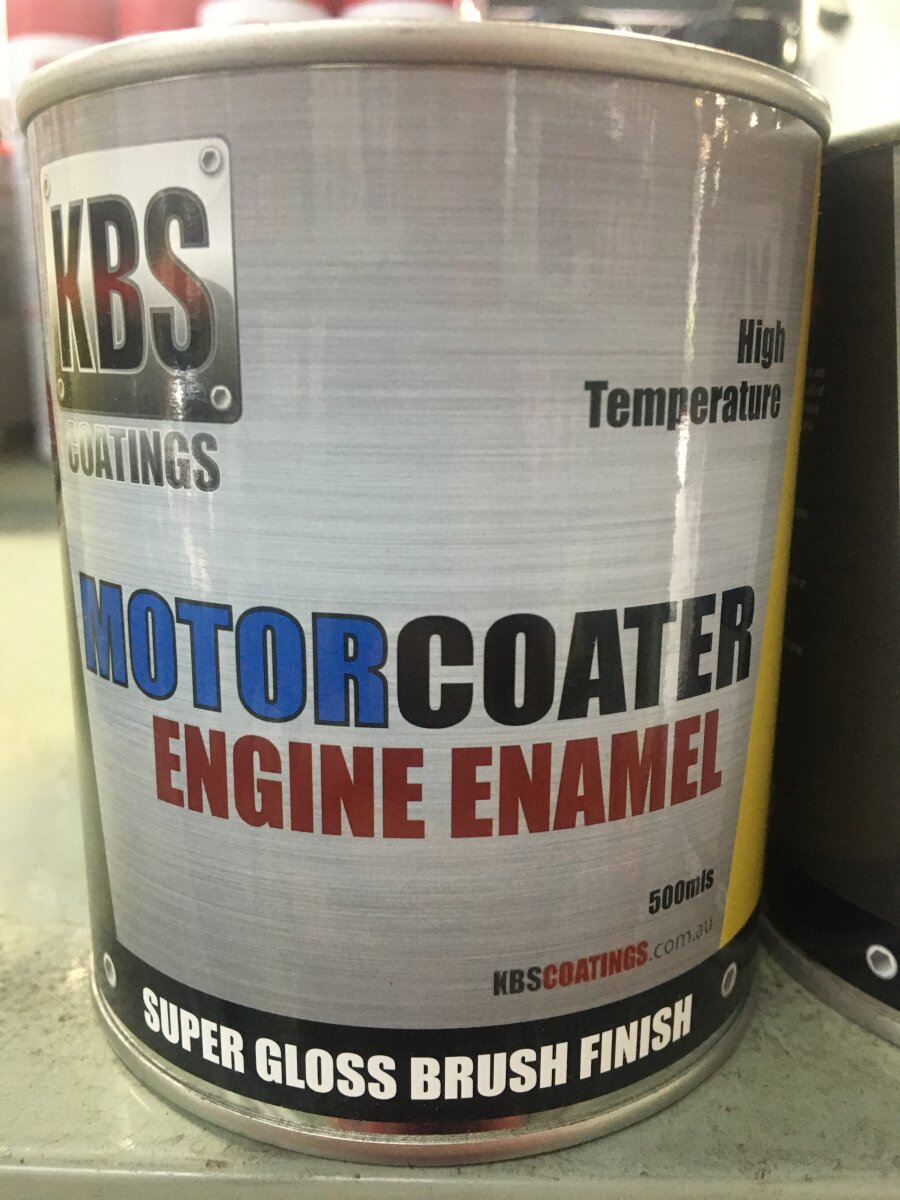 KBS
COATINGS
High
Temperature
MOTORCOATER
ENGINE ENAMEL
500mls
KBSCOATINGS.com.au
SUPER GLOSS BRUSH FINISH